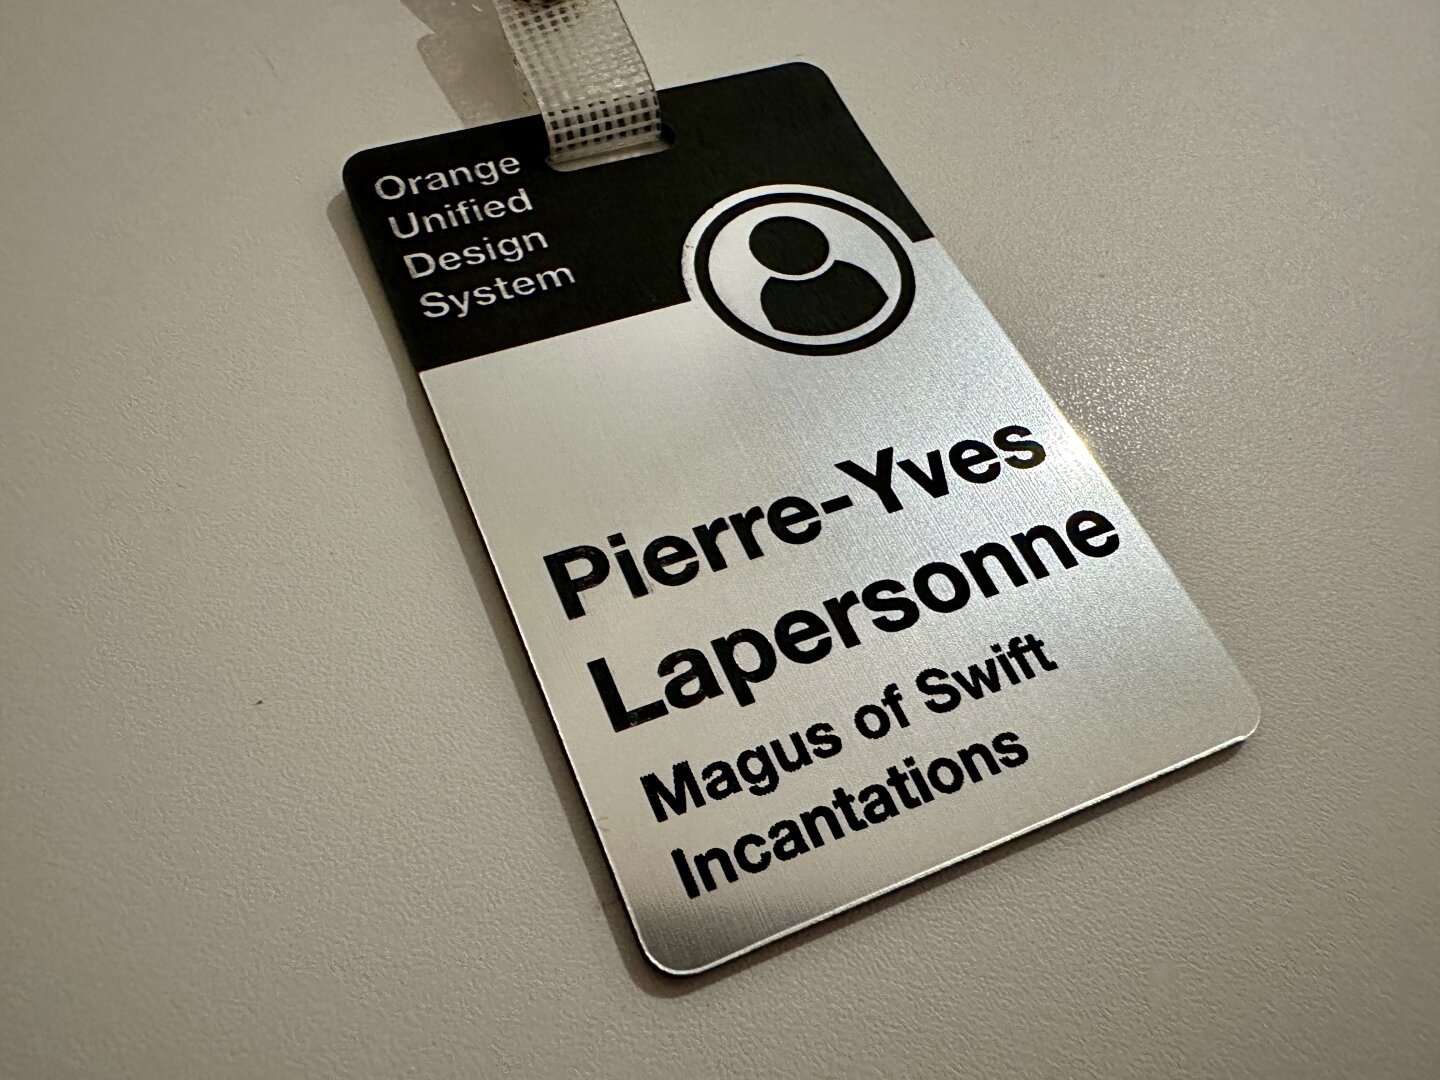 Orange
Unified
Design
System
Pierre-Yves
Lapersonne
Magus of Swift
Incantations